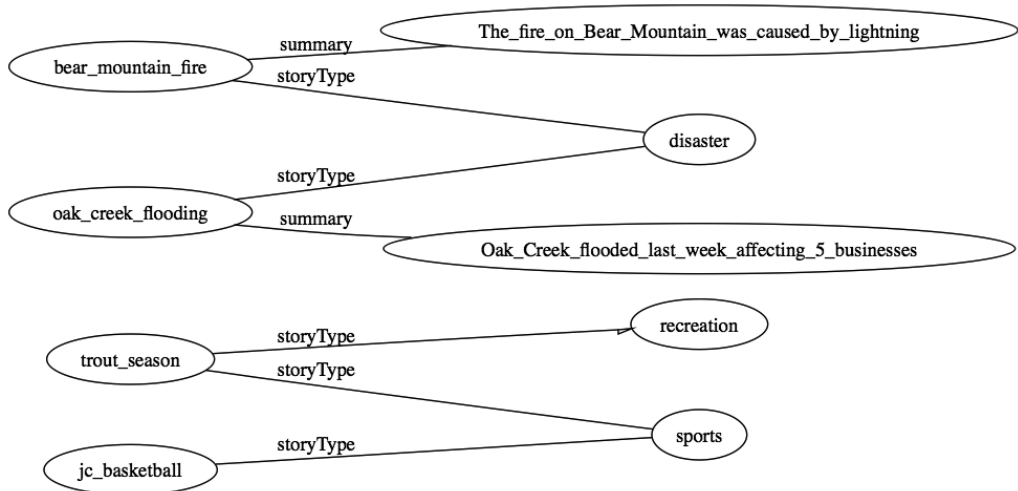 summary
The_fire_on_Bear_Mountain_was_caused_by_lightning
bear_mountain_fire
storyType
disaster
storyType
oak_creek_flooding
summary
Oak_Creek_flooded_last_week_affecting_5_businesses
recreation
storyType
trout_season
storyType
sports
storyType
jc_basketball